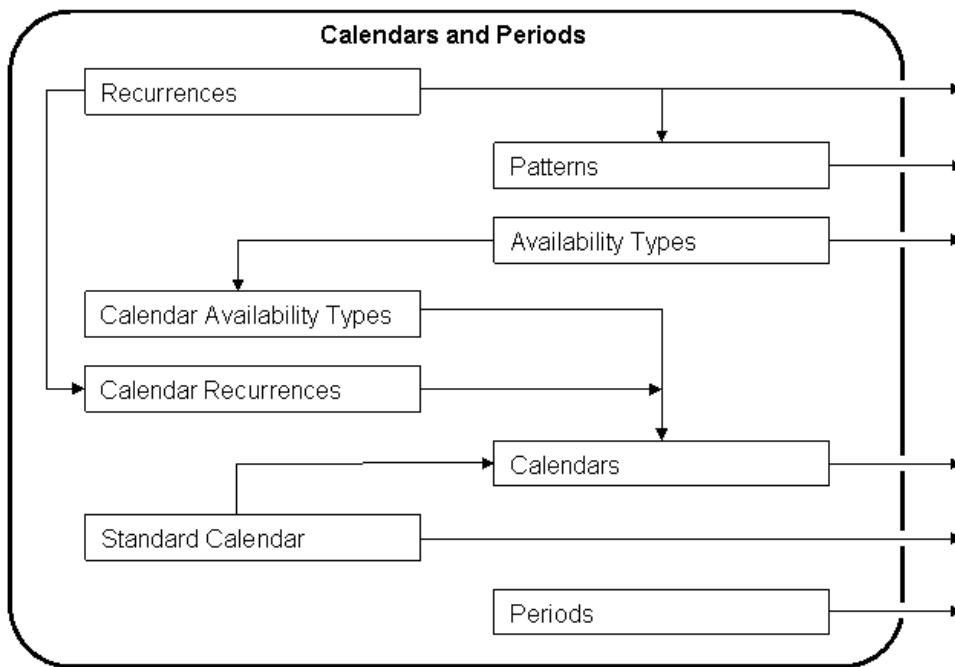 Calendars and Periods
Recurrences
Patterns
Availability Types
Calendar Availability Types
Calendar Recurrences
Calendars
Standard Calendar
Periods